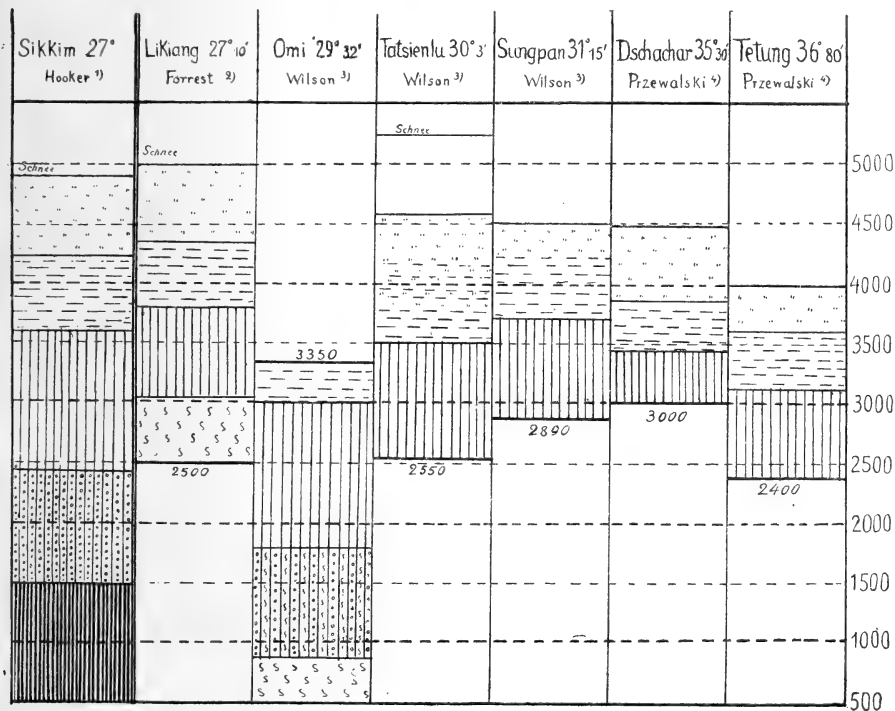 Sikkim 27°
Hooker 1)
LiKiang 27° 10'
Forrest 2)
Omi 29° 32'
Wilson 3)
Tatsienlu 30° 3'
Wilson 3)
Sungpan 31° 15'
Wilson 3)
Dschachar 35° 30'
Przewalski 4)
Tetung 36° 80'
Przewalski 4)
Schnee
Schnee
Schnee
5000
4500
4000
3500
3000
2500
2000
1500
1000
500
3350
2500
2550
2890
3000
2400